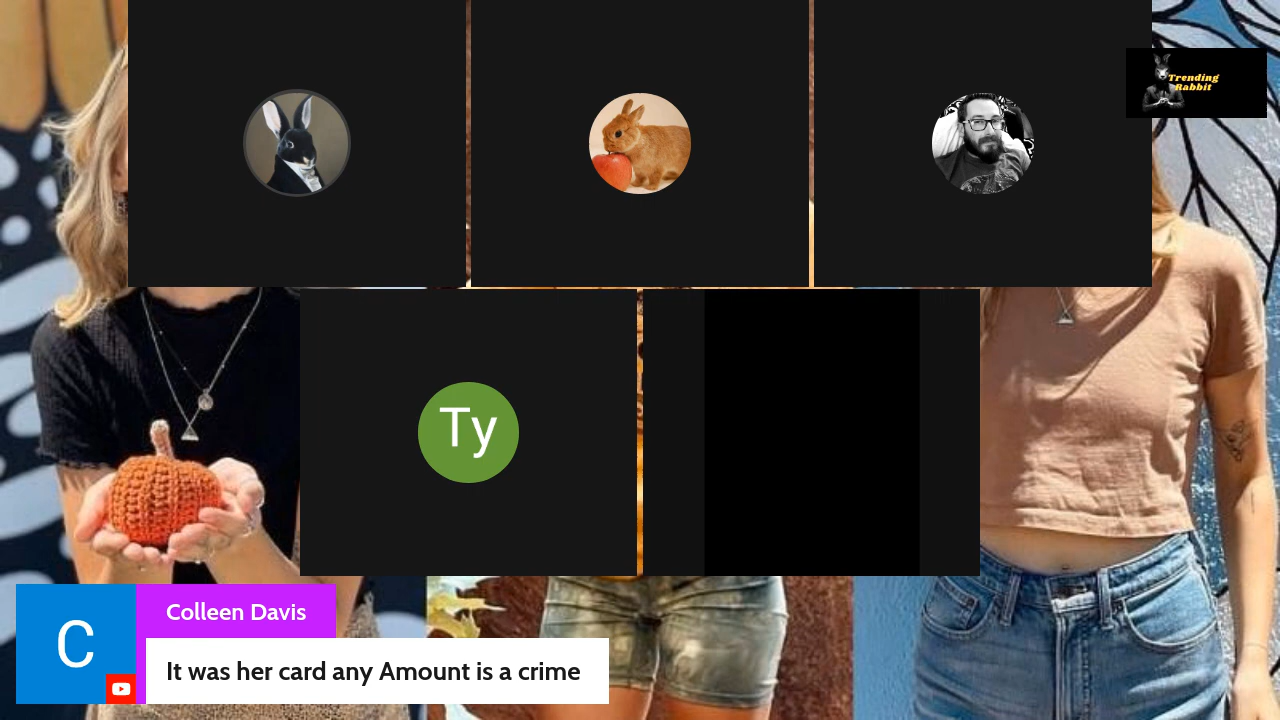 Trending
Rabbit
Ty
C
Colleen Davis
It was her card any Amount is a crime